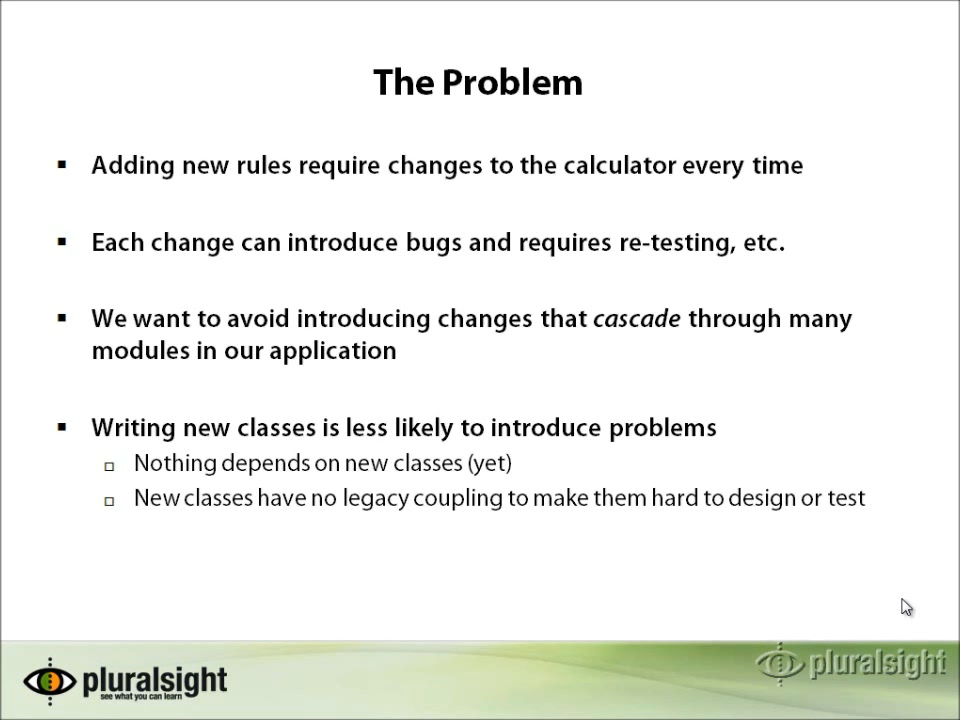 The Problem
Adding new rules require changes to the calculator every time
Each change can introduce bugs and requires re-testing, etc.
We want to avoid introducing changes that cascade through many
modules in our application
Writing new classes is less likely to introduce problems
Nothing depends on new classes (yet)
New classes have no legacy coupling to make them hard to design or test
pluralsight
see what you can learn
pluralsight